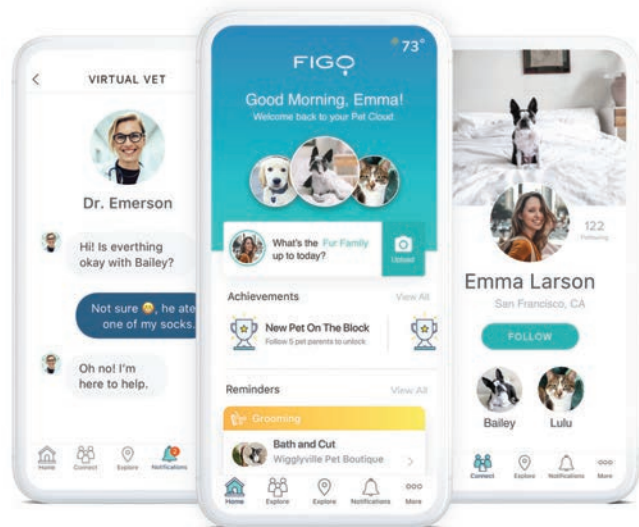 VIRTUAL VET
Dr. Emerson
Hi! Is everthing
okay with Bailey?
Not sure 😬, he ate
one of my socks.
Oh no! I'm
here to help.
Home
Connect
Explore
Notifications
2
73°
FIGO
Good Morning, Emma!
Welcome back to your Pet Cloud.
What's the Fur Family
up to today?
Upload
Achievements
View All
New Pet On The Block
Follow 5 pet parents to unlock
Reminders
View All
Grooming
Bath and Cut
Wigglyville Pet Boutique
Home
Explore
Explore
Notifications
More
122
Following
Emma Larson
San Francisco, CA
FOLLOW
Bailey
Lulu
Connect
Explore
Notifications
More